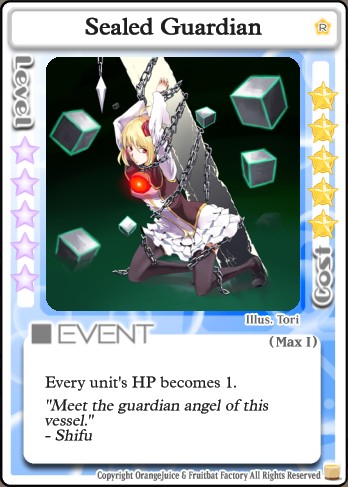 Sealed Guardian
R
Level
Cost
Illus. Tori
EVENT
(Max 1)
Every unit's HP becomes 1.
"Meet the guardian angel of this
vessel."
- Shifu
Copyright Orangejuice & Fruitbat Factory All Rights Reserved